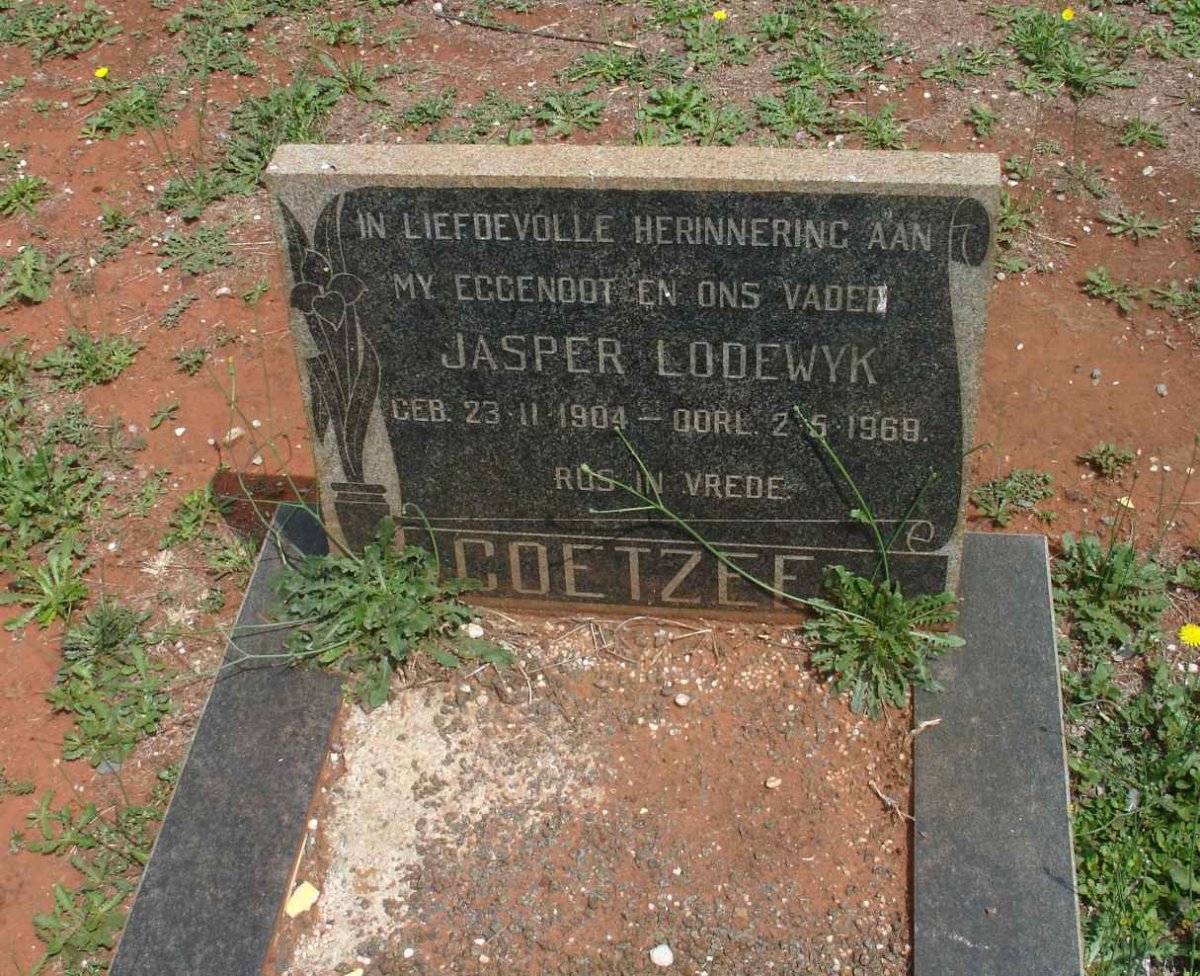 IN LIEFDEVOLLE HERINNERING AAN
MY EGGENOOT EN ONS VADER
JASPER LODEWYK
GEB. 23·11·1904 – OORL. 2·5·1968.
RUS IN VREDE.
COETZEE